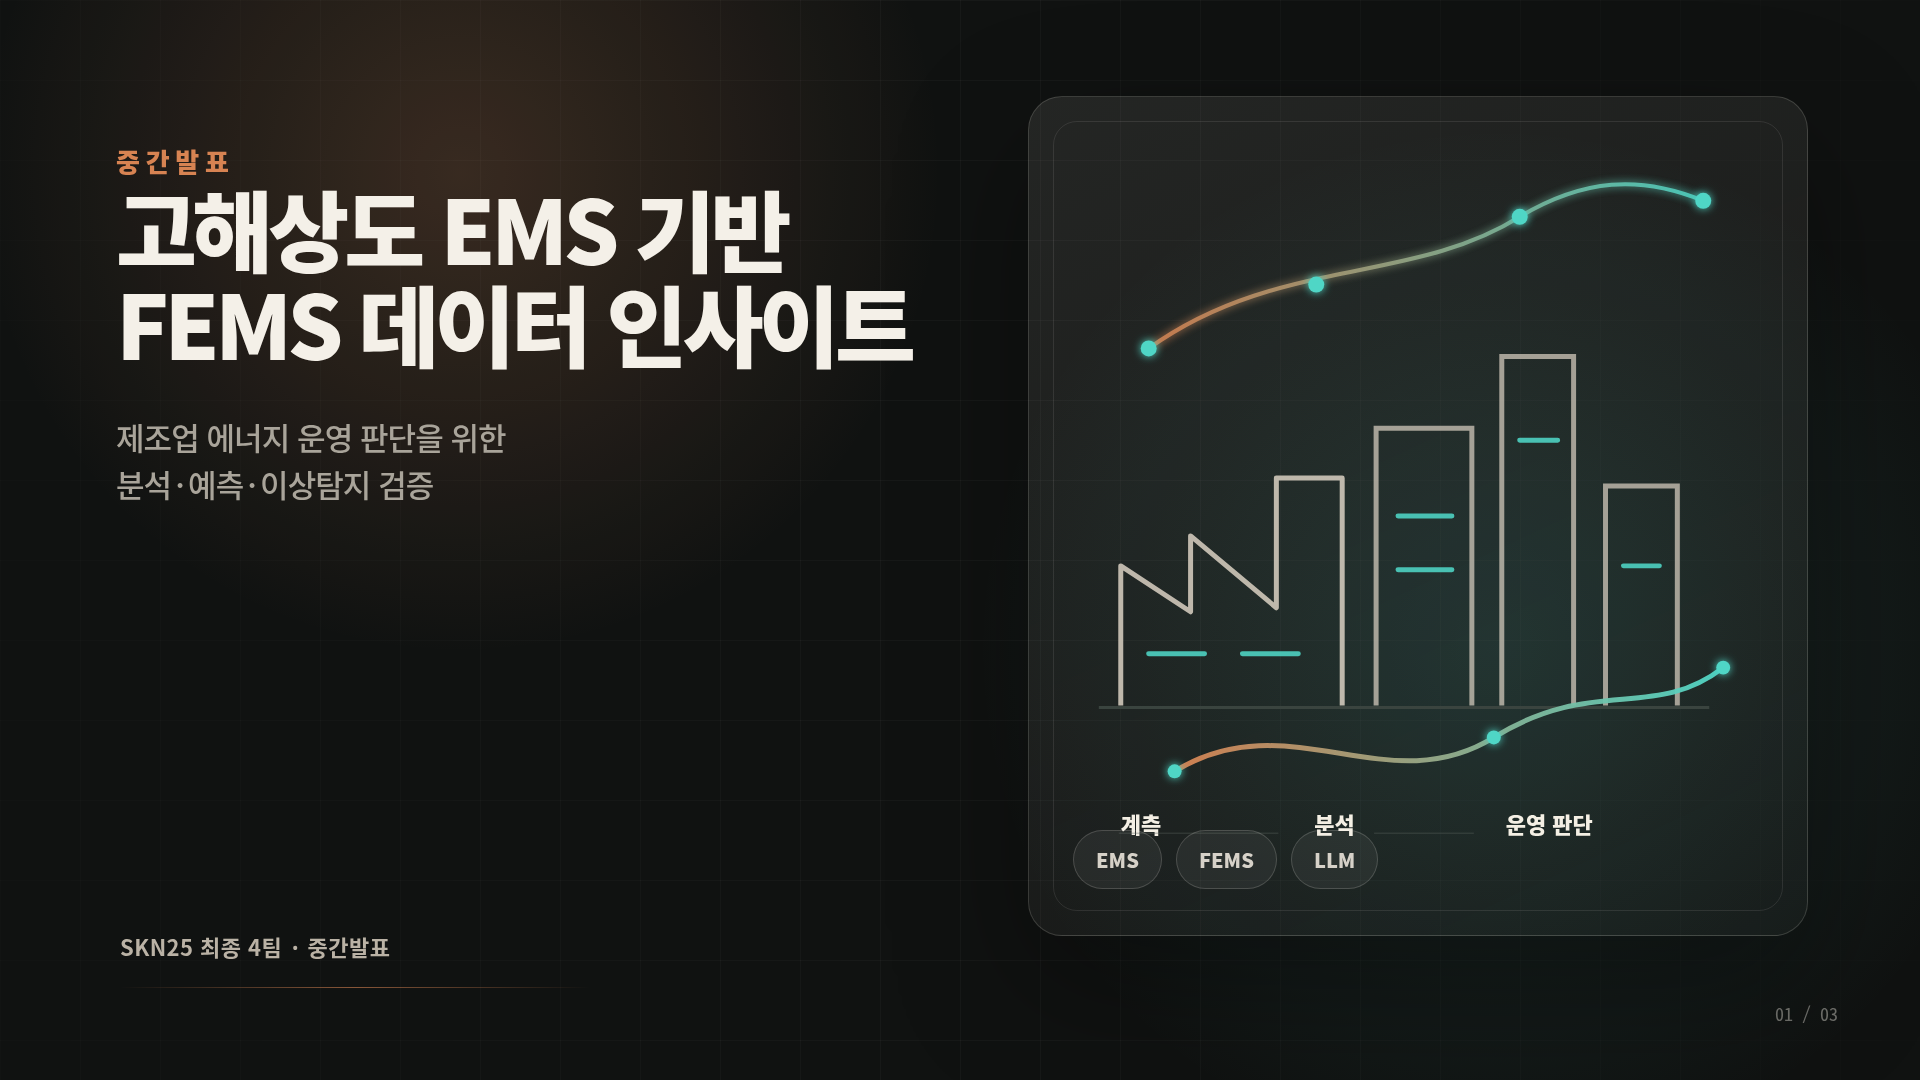 중간발표
고해상도 EMS 기반
FEMS 데이터 인사이트
제조업 에너지 운영 판단을 위한
분석·예측·이상탐지 검증
계측 분석 운영 판단
EMS FEMS LLM
SKN25 최종 4팀 · 중간발표
01 / 03